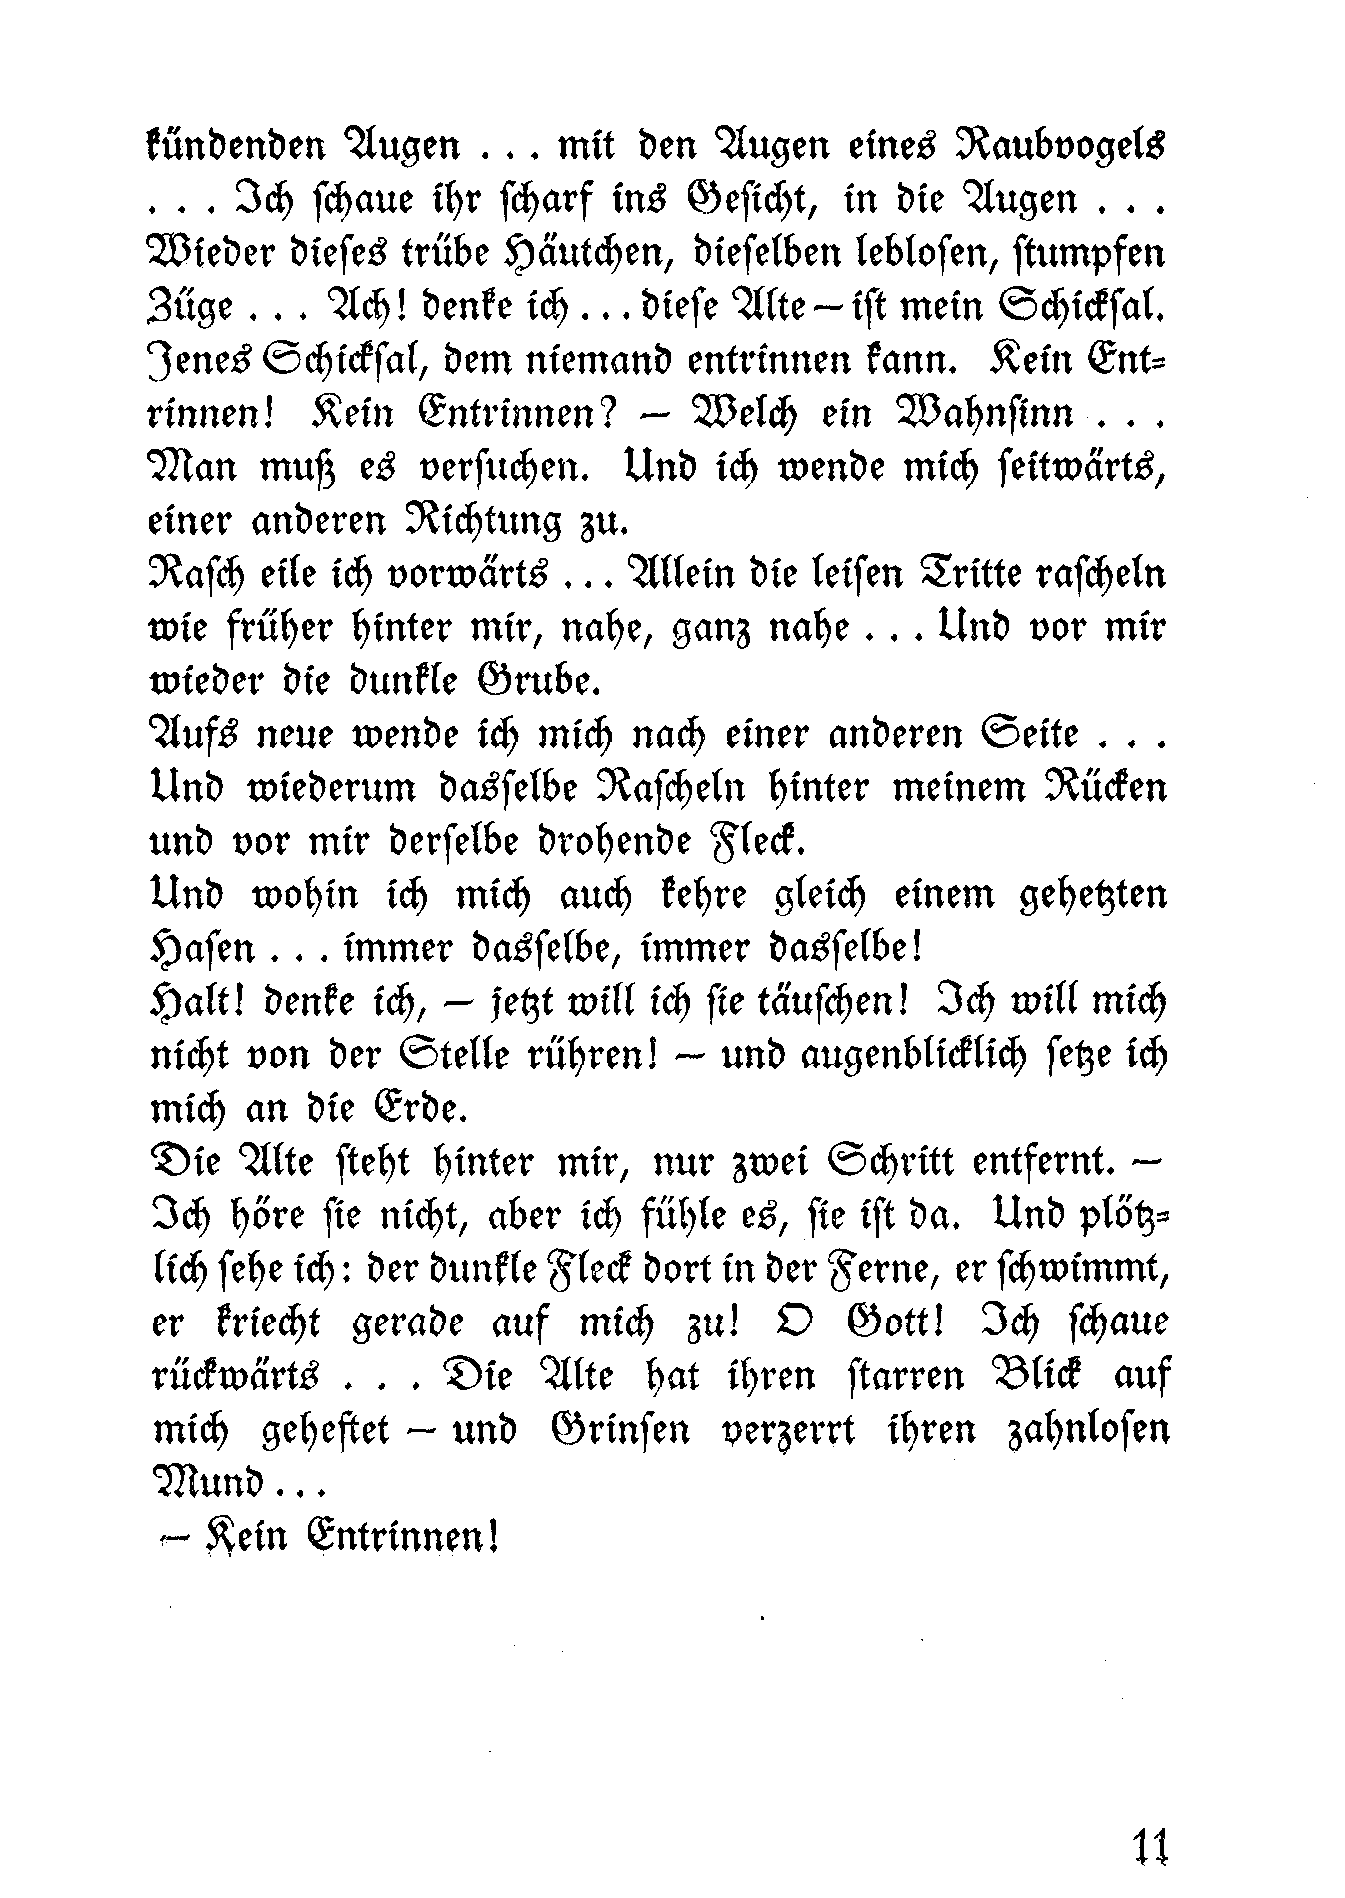 kündenden Augen . . . mit den Augen eines Raubvogels
. . . Ich schaue ihr scharf ins Gesicht, in die Augen . . .
Wieder dieses trübe Häutchen, dieselben leblosen, stumpfen
Züge . . . Ach! denke ich . . . diese Alte — ist mein Schicksal.
Jenes Schicksal, dem niemand entrinnen kann. Kein Ent-
rinnen! Kein Entrinnen? — Welch ein Wahnsinn . . .
Man muß es versuchen. Und ich wende mich seitwärts,
einer anderen Richtung zu.
Rasch eile ich vorwärts . . . Allein die leisen Tritte rascheln
wie früher hinter mir, nahe, ganz nahe . . . Und vor mir
wieder die dunkle Grube.
Aufs neue wende ich mich nach einer anderen Seite . . .
Und wiederum dasselbe Rascheln hinter meinem Rücken
und vor mir derselbe drohende Fleck.
Und wohin ich mich auch kehre gleich einem gehetzten
Hasen . . . immer dasselbe, immer dasselbe!
Halt! denke ich, — jetzt will ich sie täuschen! Ich will mich
nicht von der Stelle rühren! — und augenblicklich setze ich
mich an die Erde.
Die Alte steht hinter mir, nur zwei Schritt entfernt. —
Ich höre sie nicht, aber ich fühle es, sie ist da. Und plötz-
lich sehe ich: der dunkle Fleck dort in der Ferne, er schwimmt,
er kriecht gerade auf mich zu! O Gott! Ich schaue
rückwärts . . . Die Alte hat ihren starren Blick auf
mich geheftet — und Grinsen verzerrt ihren zahnlosen
Mund . . .
— Kein Entrinnen!
11